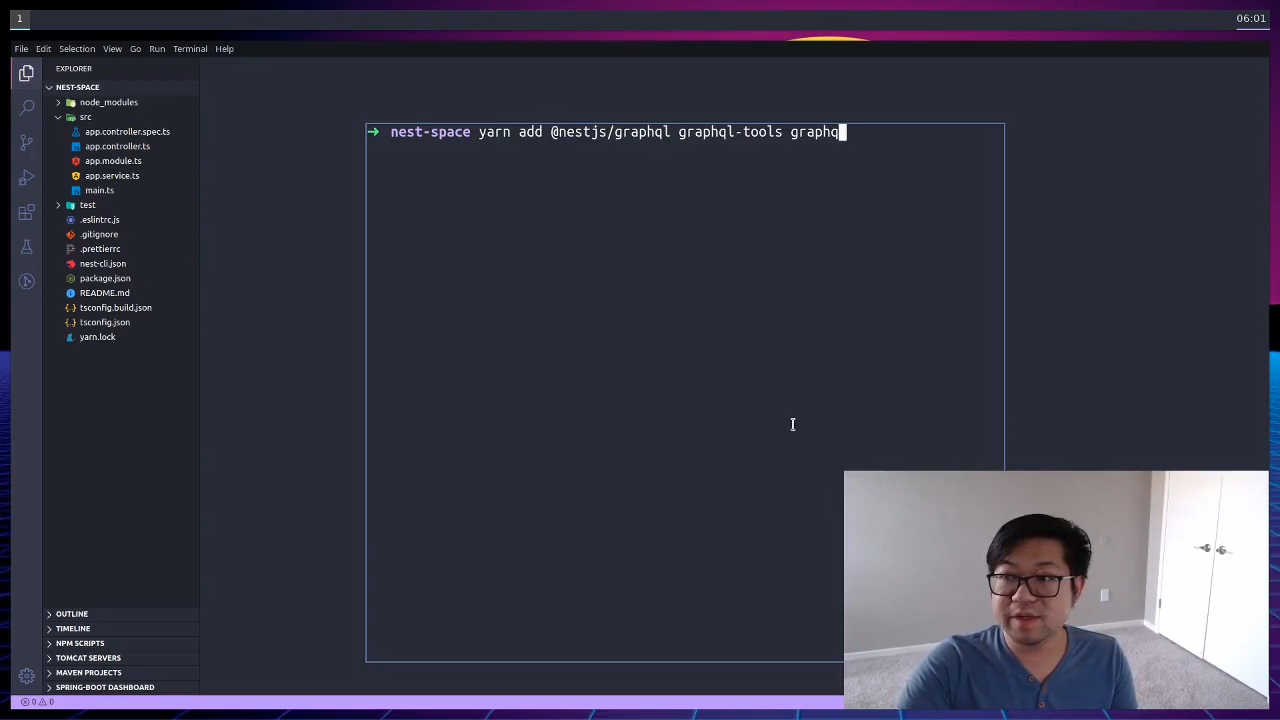 1
06:01
File Edit Selection View Go Run Terminal Help
EXPLORER
NEST-SPACE
node_modules
src
app.controller.spec.ts
app.controller.ts
app.module.ts
app.service.ts
main.ts
test
.eslintrc.js
.gitignore
.prettierrc
nest-cli.json
package.json
README.md
tsconfig.build.json
tsconfig.json
yarn.lock
→ nest-space yarn add @nestjs/graphql graphql-tools graphq
OUTLINE
TIMELINE
NPM SCRIPTS
TOMCAT SERVERS
MAVEN PROJECTS
SPRING-BOOT DASHBOARD
0 0